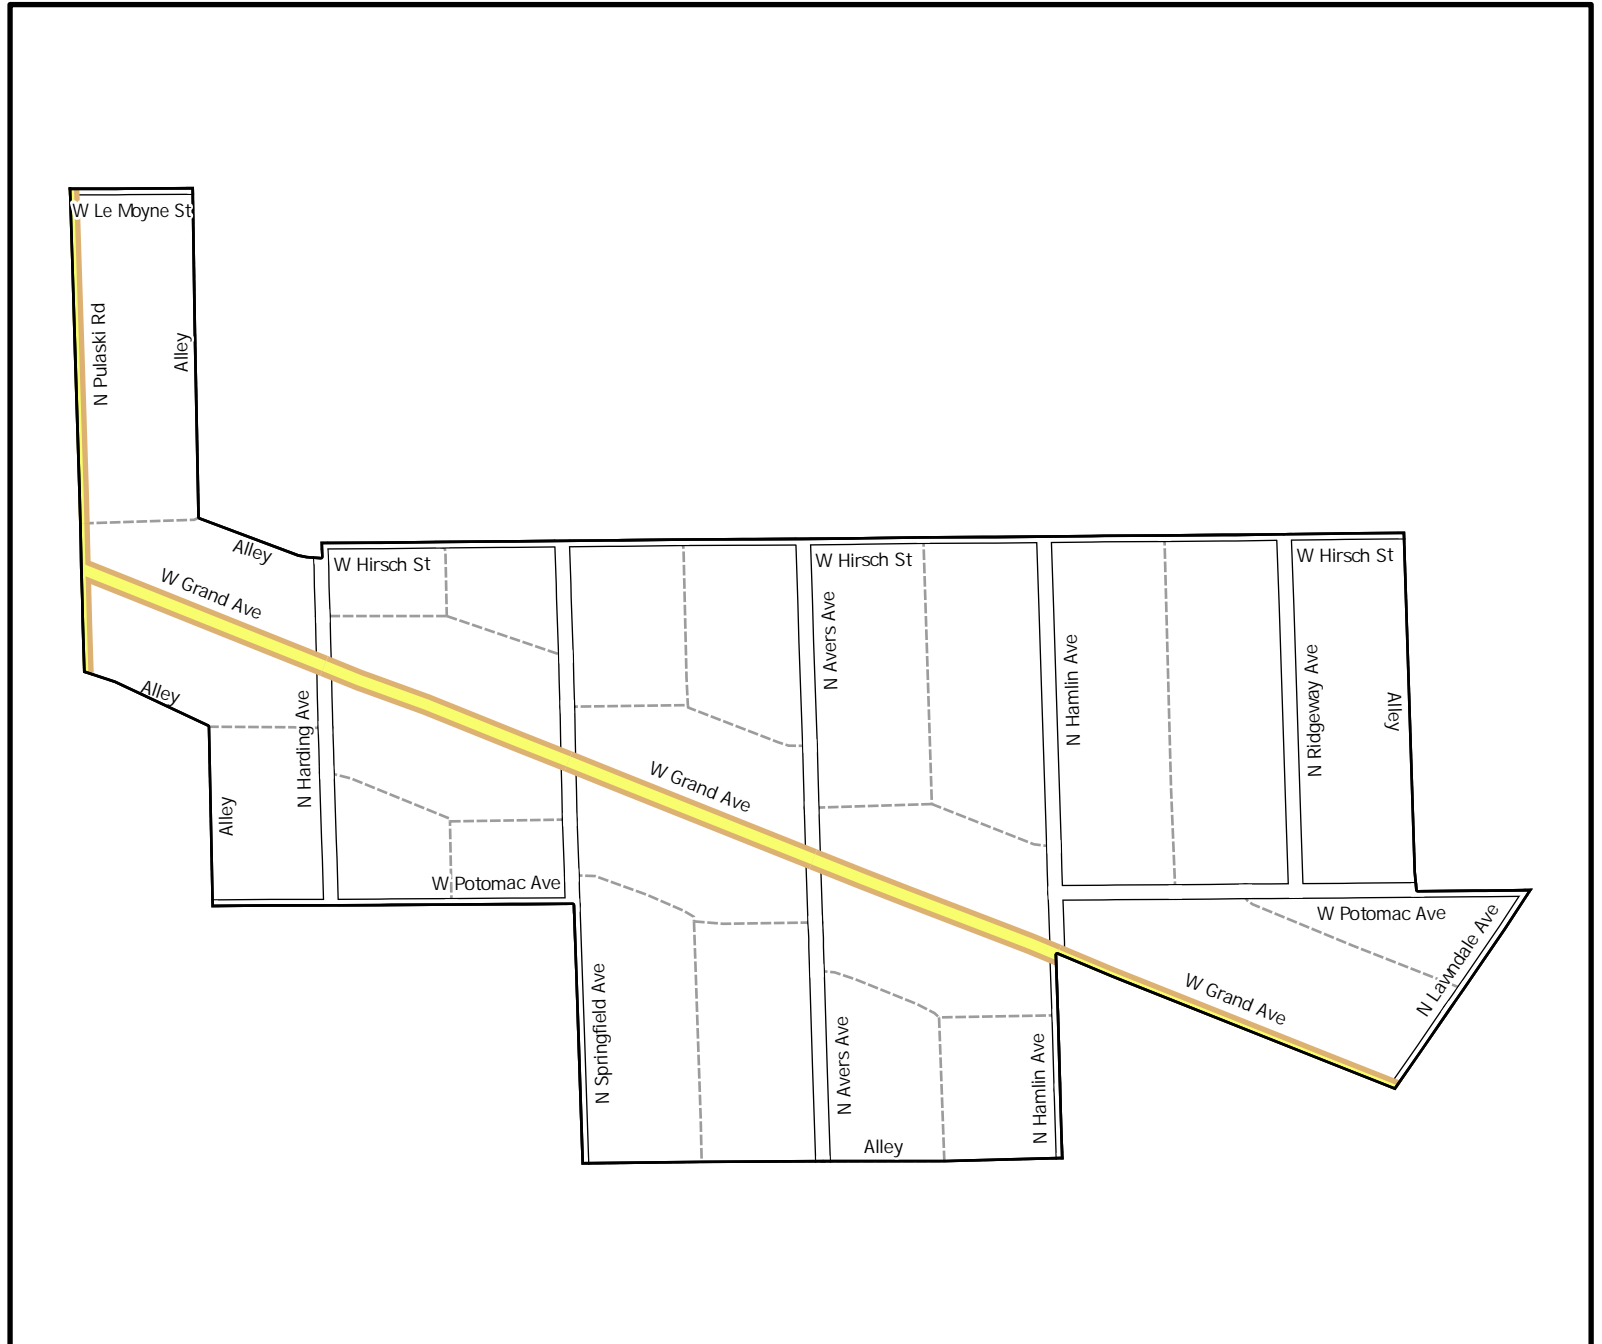 W Le Moyne St
N Pulaski Rd
Alley
Alley
W Grand Ave
W Hirsch St
W Hirsch St
W Hirsch St
N Avers Ave
N Hamlin Ave
N Ridgeway Ave
Alley
Alley
N Harding Ave
Alley
W Grand Ave
W Potomac Ave
W Potomac Ave
N Lawndale Ave
W Grand Ave
N Springfield Ave
N Avers Ave
N Hamlin Ave
Alley